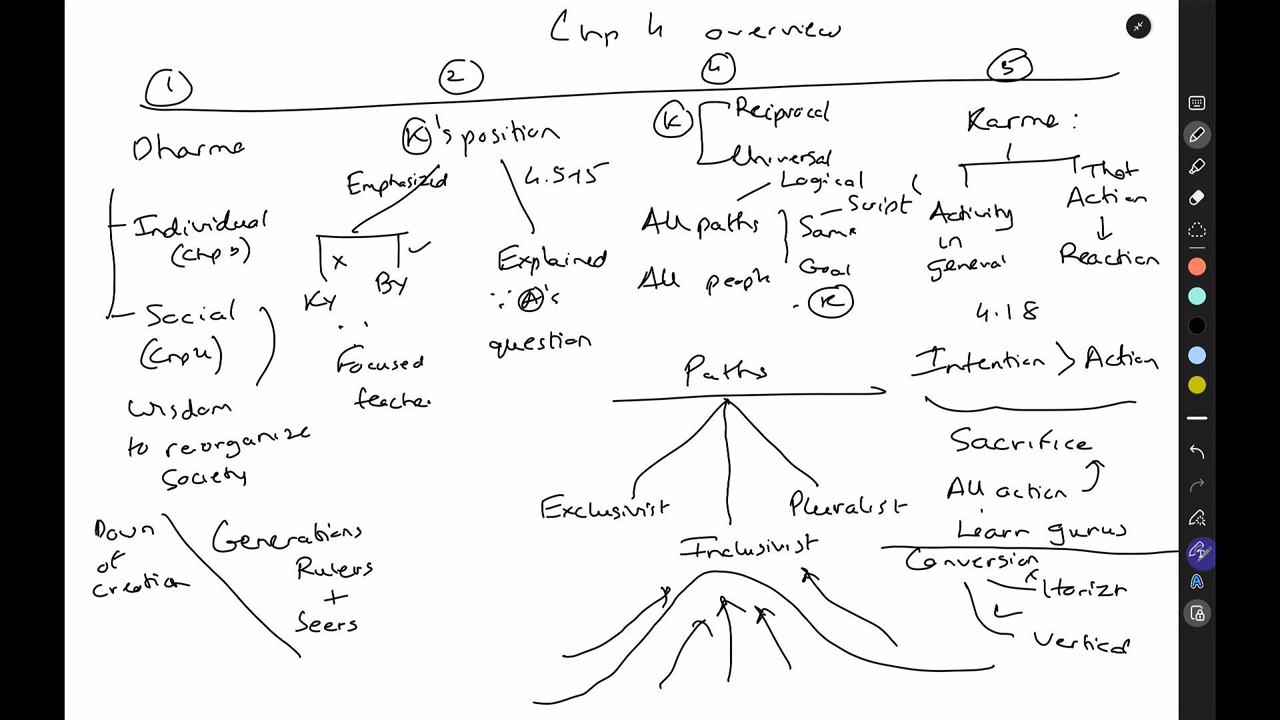 Chp 4 overview
1
2
4
5
Dharma
Individual
(Chp 3)
Social
(Chp 4)
Wisdom
to reorganize
Society
Down
of
creation
Generations
Rulers
+
Seers
K's position
Emphasized
4.5-15
x
Ky
By
Focused
teache
Explained
∵ A's
question
K
Reciprocal
Universal
Logical
Script
All paths
Same
All people
Goal
K
Paths
Exclusivist
Inclusivist
Pluralist
Karma :
Activity
in
general
That
Action
↓
Reaction
4.18
Intention > Action
Sacrifice
All action
Learn gurus
Conversion
x
Horizt
Vertical
A